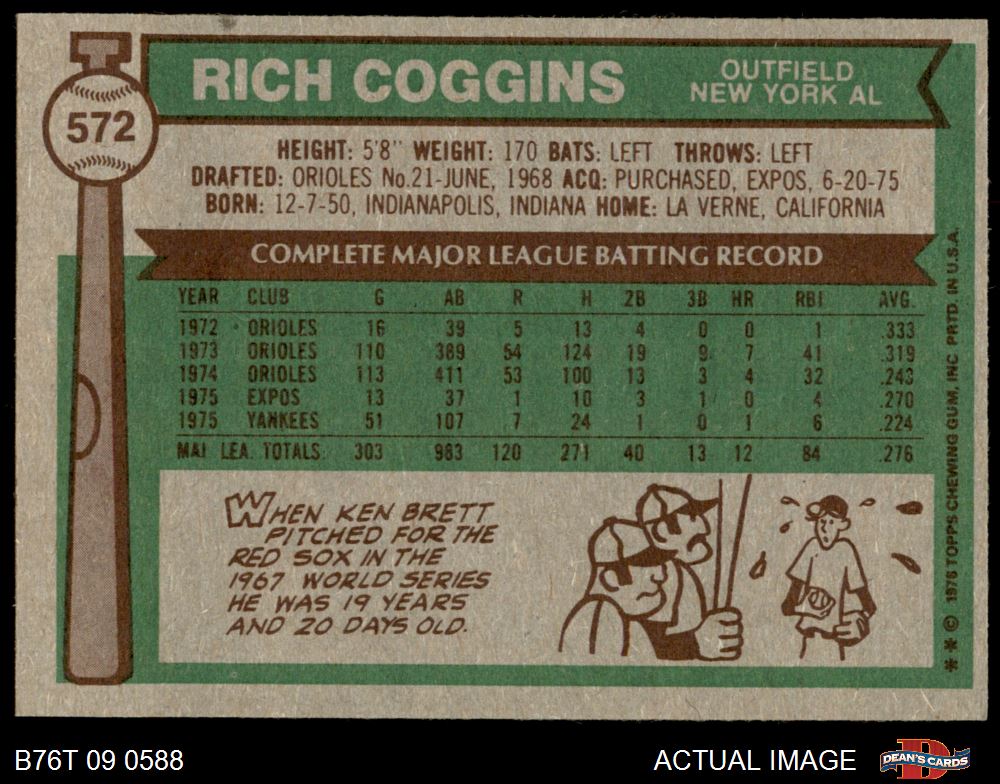 RICH COGGINS
OUTFIELD
NEW YORK AL
572
HEIGHT: 5'8" WEIGHT: 170 BATS: LEFT THROWS: LEFT
DRAFTED: ORIOLES No.21-JUNE, 1968 ACQ: PURCHASED, EXPOS, 6-20-75
BORN: 12-7-50, INDIANAPOLIS, INDIANA HOME: LA VERNE, CALIFORNIA
COMPLETE MAJOR LEAGUE BATTING RECORD
YEAR CLUB G AB R H 2B 3B HR RBI AVG.
1972 ORIOLES 16 39 5 13 4 0 0 1 .333
1973 ORIOLES 110 389 54 124 19 9 7 41 .319
1974 ORIOLES 113 411 53 100 13 3 4 32 .243
1975 EXPOS 13 37 1 10 3 1 0 4 .270
1975 YANKEES 51 107 7 24 1 0 1 6 .224
MAJ. LEA. TOTALS 303 983 120 271 40 13 12 84 .276
WHEN KEN BRETT
PITCHED FOR THE
RED SOX IN THE
1967 WORLD SERIES
HE WAS 19 YEARS
AND 20 DAYS OLD.
** © 1976 TOPPS CHEWING GUM, INC PRTD. IN U.S.A.
B76T 09 0588
ACTUAL IMAGE
DEAN'S CARDS